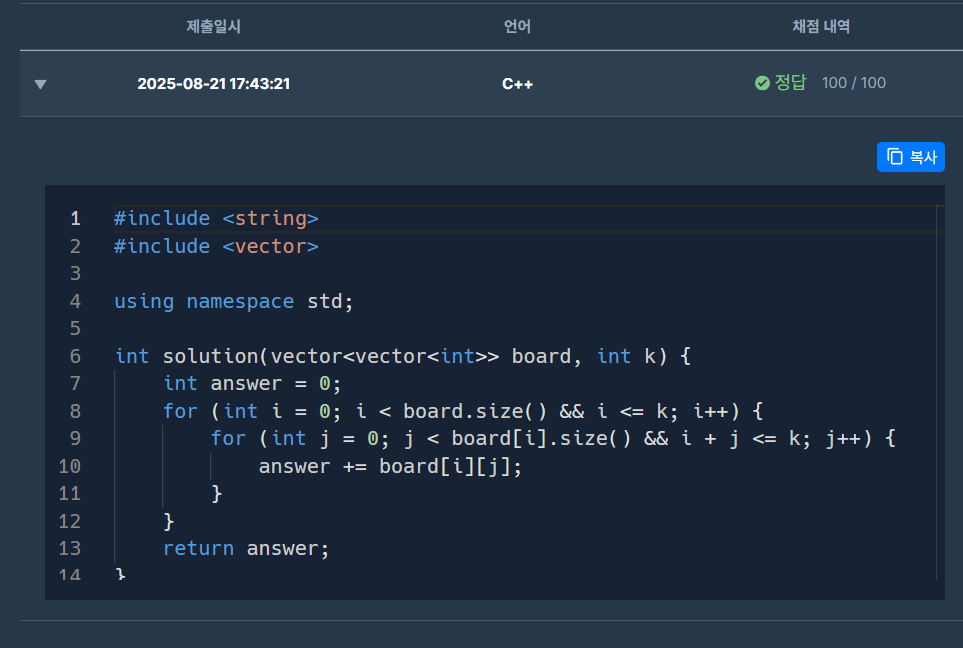 제출일시 언어 채점 내역
2025-08-21 17:43:21 C++ 정답 100 / 100
복사
1 #include <string>
2 #include <vector>
3
4 using namespace std;
5
6 int solution(vector<vector<int>> board, int k) {
7     int answer = 0;
8     for (int i = 0; i < board.size() && i <= k; i++) {
9         for (int j = 0; j < board[i].size() && i + j <= k; j++) {
10             answer += board[i][j];
11         }
12     }
13     return answer;
14 }